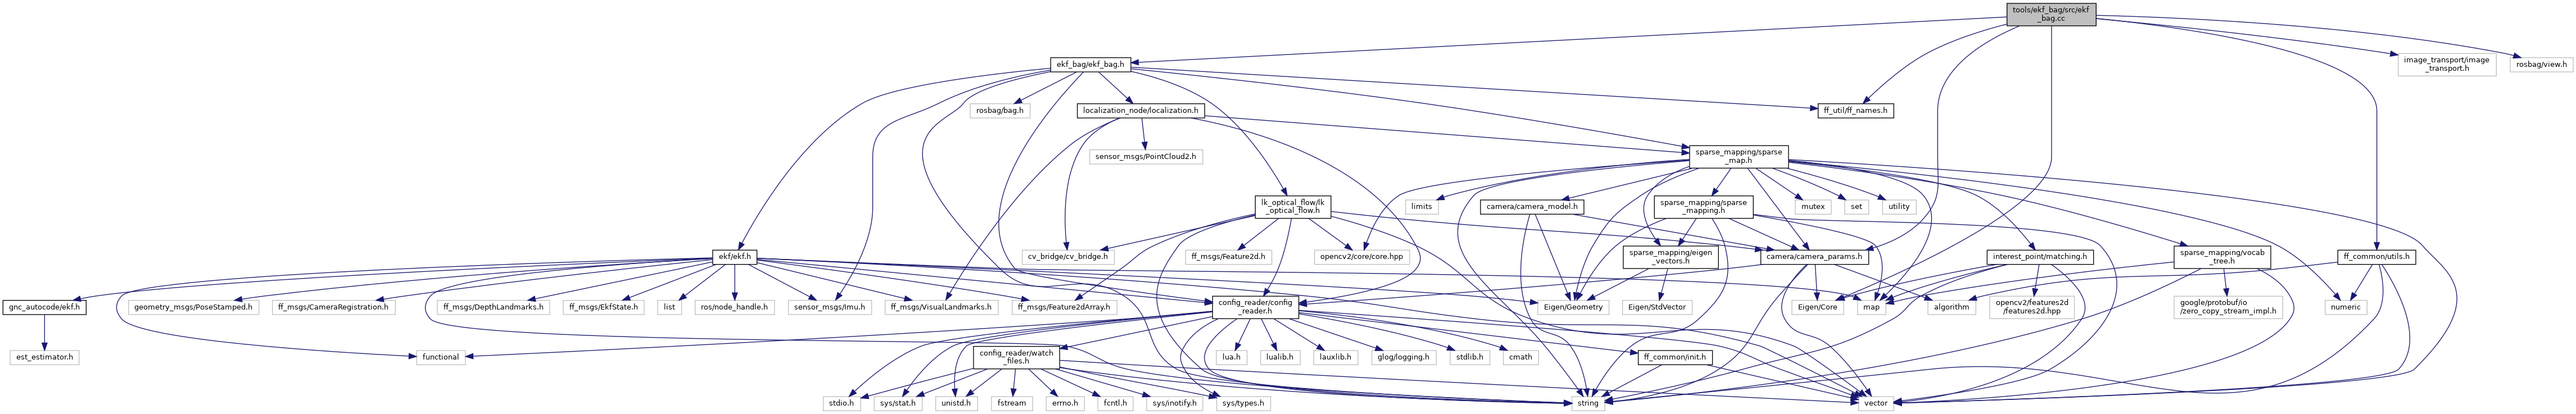 tools/ekf_bag/src/ekf
_bag.cc
ekf_bag/ekf_bag.h
image_transport/image
_transport.h
rosbag/view.h
rosbag/bag.h
localization_node/localization.h
ff_util/ff_names.h
sensor_msgs/PointCloud2.h
sparse_mapping/sparse
_map.h
lk_optical_flow/lk
_optical_flow.h
limits
camera/camera_model.h
sparse_mapping/sparse
_mapping.h
mutex
set
utility
ekf/ekf.h
cv_bridge/cv_bridge.h
ff_msgs/Feature2d.h
opencv2/core/core.hpp
sparse_mapping/eigen
_vectors.h
camera/camera_params.h
interest_point/matching.h
sparse_mapping/vocab
_tree.h
ff_common/utils.h
gnc_autocode/ekf.h
geometry_msgs/PoseStamped.h
ff_msgs/CameraRegistration.h
ff_msgs/DepthLandmarks.h
ff_msgs/EkfState.h
list
ros/node_handle.h
sensor_msgs/Imu.h
ff_msgs/VisualLandmarks.h
ff_msgs/Feature2dArray.h
config_reader/config
_reader.h
Eigen/Geometry
Eigen/StdVector
Eigen/Core
map
algorithm
opencv2/features2d
/features2d.hpp
google/protobuf/io
/zero_copy_stream_impl.h
numeric
est_estimator.h
functional
config_reader/watch
_files.h
lua.h
lualib.h
lauxlib.h
glog/logging.h
stdlib.h
cmath
ff_common/init.h
stdio.h
sys/stat.h
unistd.h
fstream
errno.h
fcntl.h
sys/inotify.h
sys/types.h
string
vector